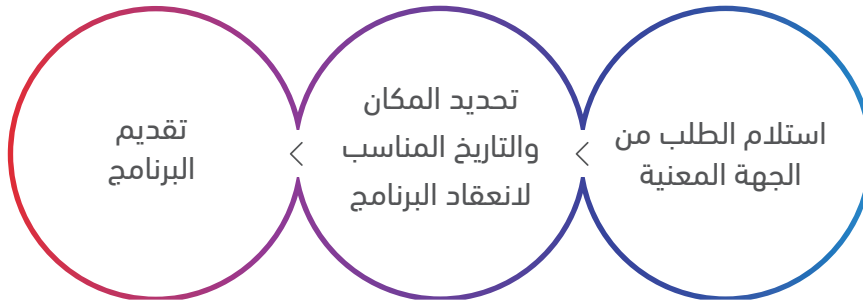 استلام الطلب من
الجهة المعنية
تحديد المكان
والتاريخ المناسب
لانعقاد البرنامج
تقديم
البرنامج